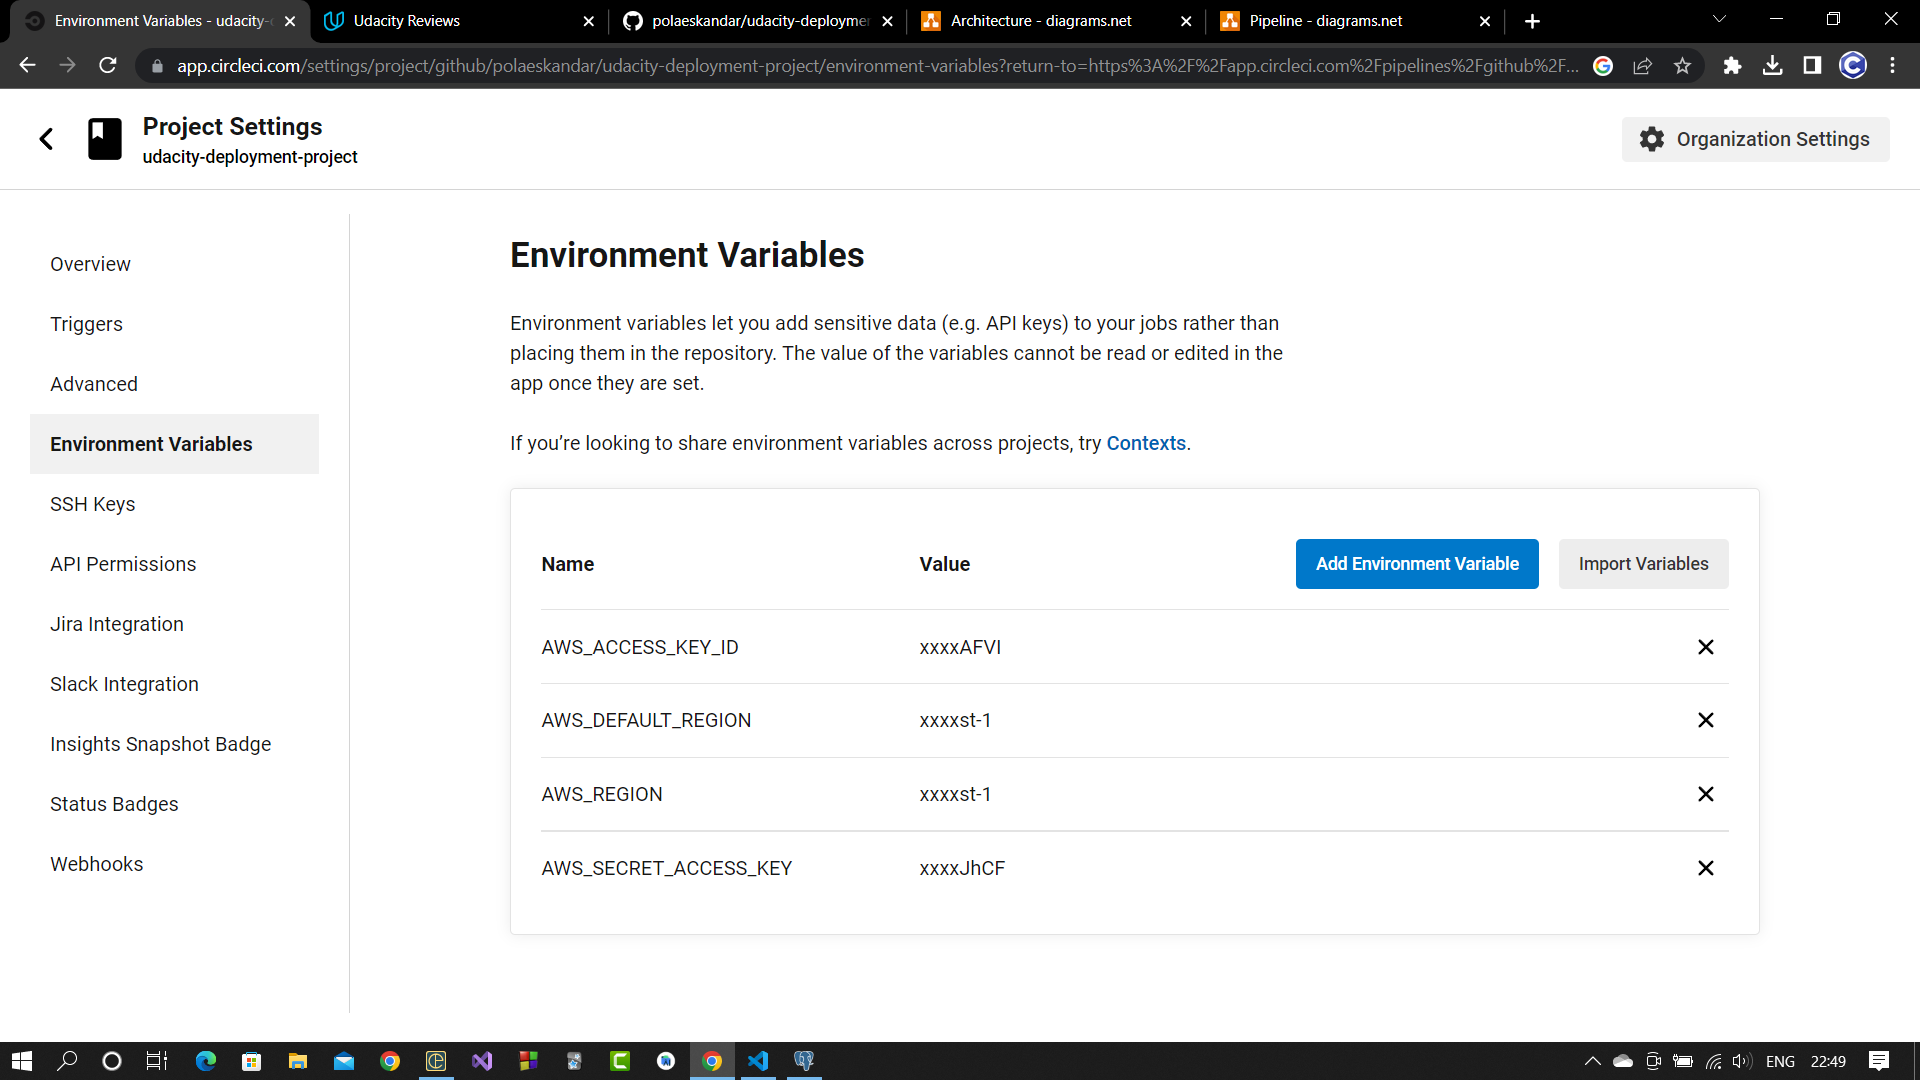 Environment Variables - udacity-
Udacity Reviews
polaeskandar/udacity-deploymer
Architecture - diagrams.net
Pipeline - diagrams.net
app.circleci.com/settings/project/github/polaeskandar/udacity-deployment-project/environment-variables?return-to=https%3A%2F%2Fapp.circleci.com%2Fpipelines%2Fgithub%2F...
Project Settings
udacity-deployment-project
Organization Settings
Overview
Triggers
Advanced
Environment Variables
SSH Keys
API Permissions
Jira Integration
Slack Integration
Insights Snapshot Badge
Status Badges
Webhooks
Environment Variables
Environment variables let you add sensitive data (e.g. API keys) to your jobs rather than
placing them in the repository. The value of the variables cannot be read or edited in the
app once they are set.
If you’re looking to share environment variables across projects, try Contexts.
Name Value Add Environment Variable Import Variables
AWS_ACCESS_KEY_ID xxxxAFVI
AWS_DEFAULT_REGION xxxxst-1
AWS_REGION xxxxst-1
AWS_SECRET_ACCESS_KEY xxxxJhCF
ENG 22:49